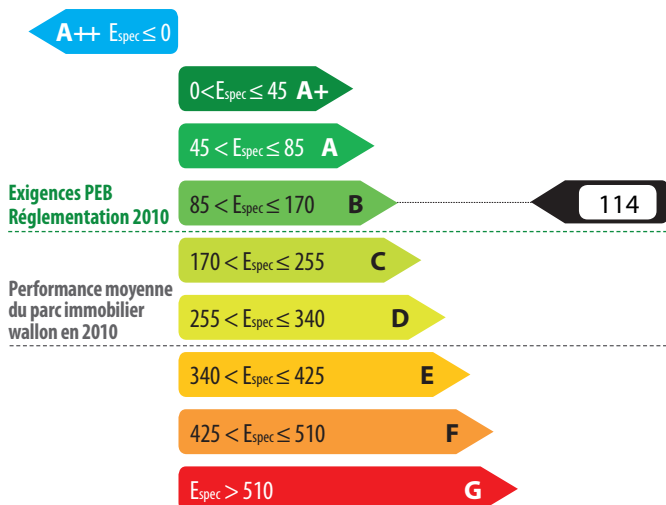 A++ Espec ≤ 0
0<Espec ≤ 45 A+
45 < Espec ≤ 85 A
Exigences PEB
Réglementation 2010
85 < Espec ≤ 170 B
114
170 < Espec ≤ 255 C
Performance moyenne
du parc immobilier
wallon en 2010
255 < Espec ≤ 340 D
340 < Espec ≤ 425 E
425 < Espec ≤ 510 F
Espec > 510 G